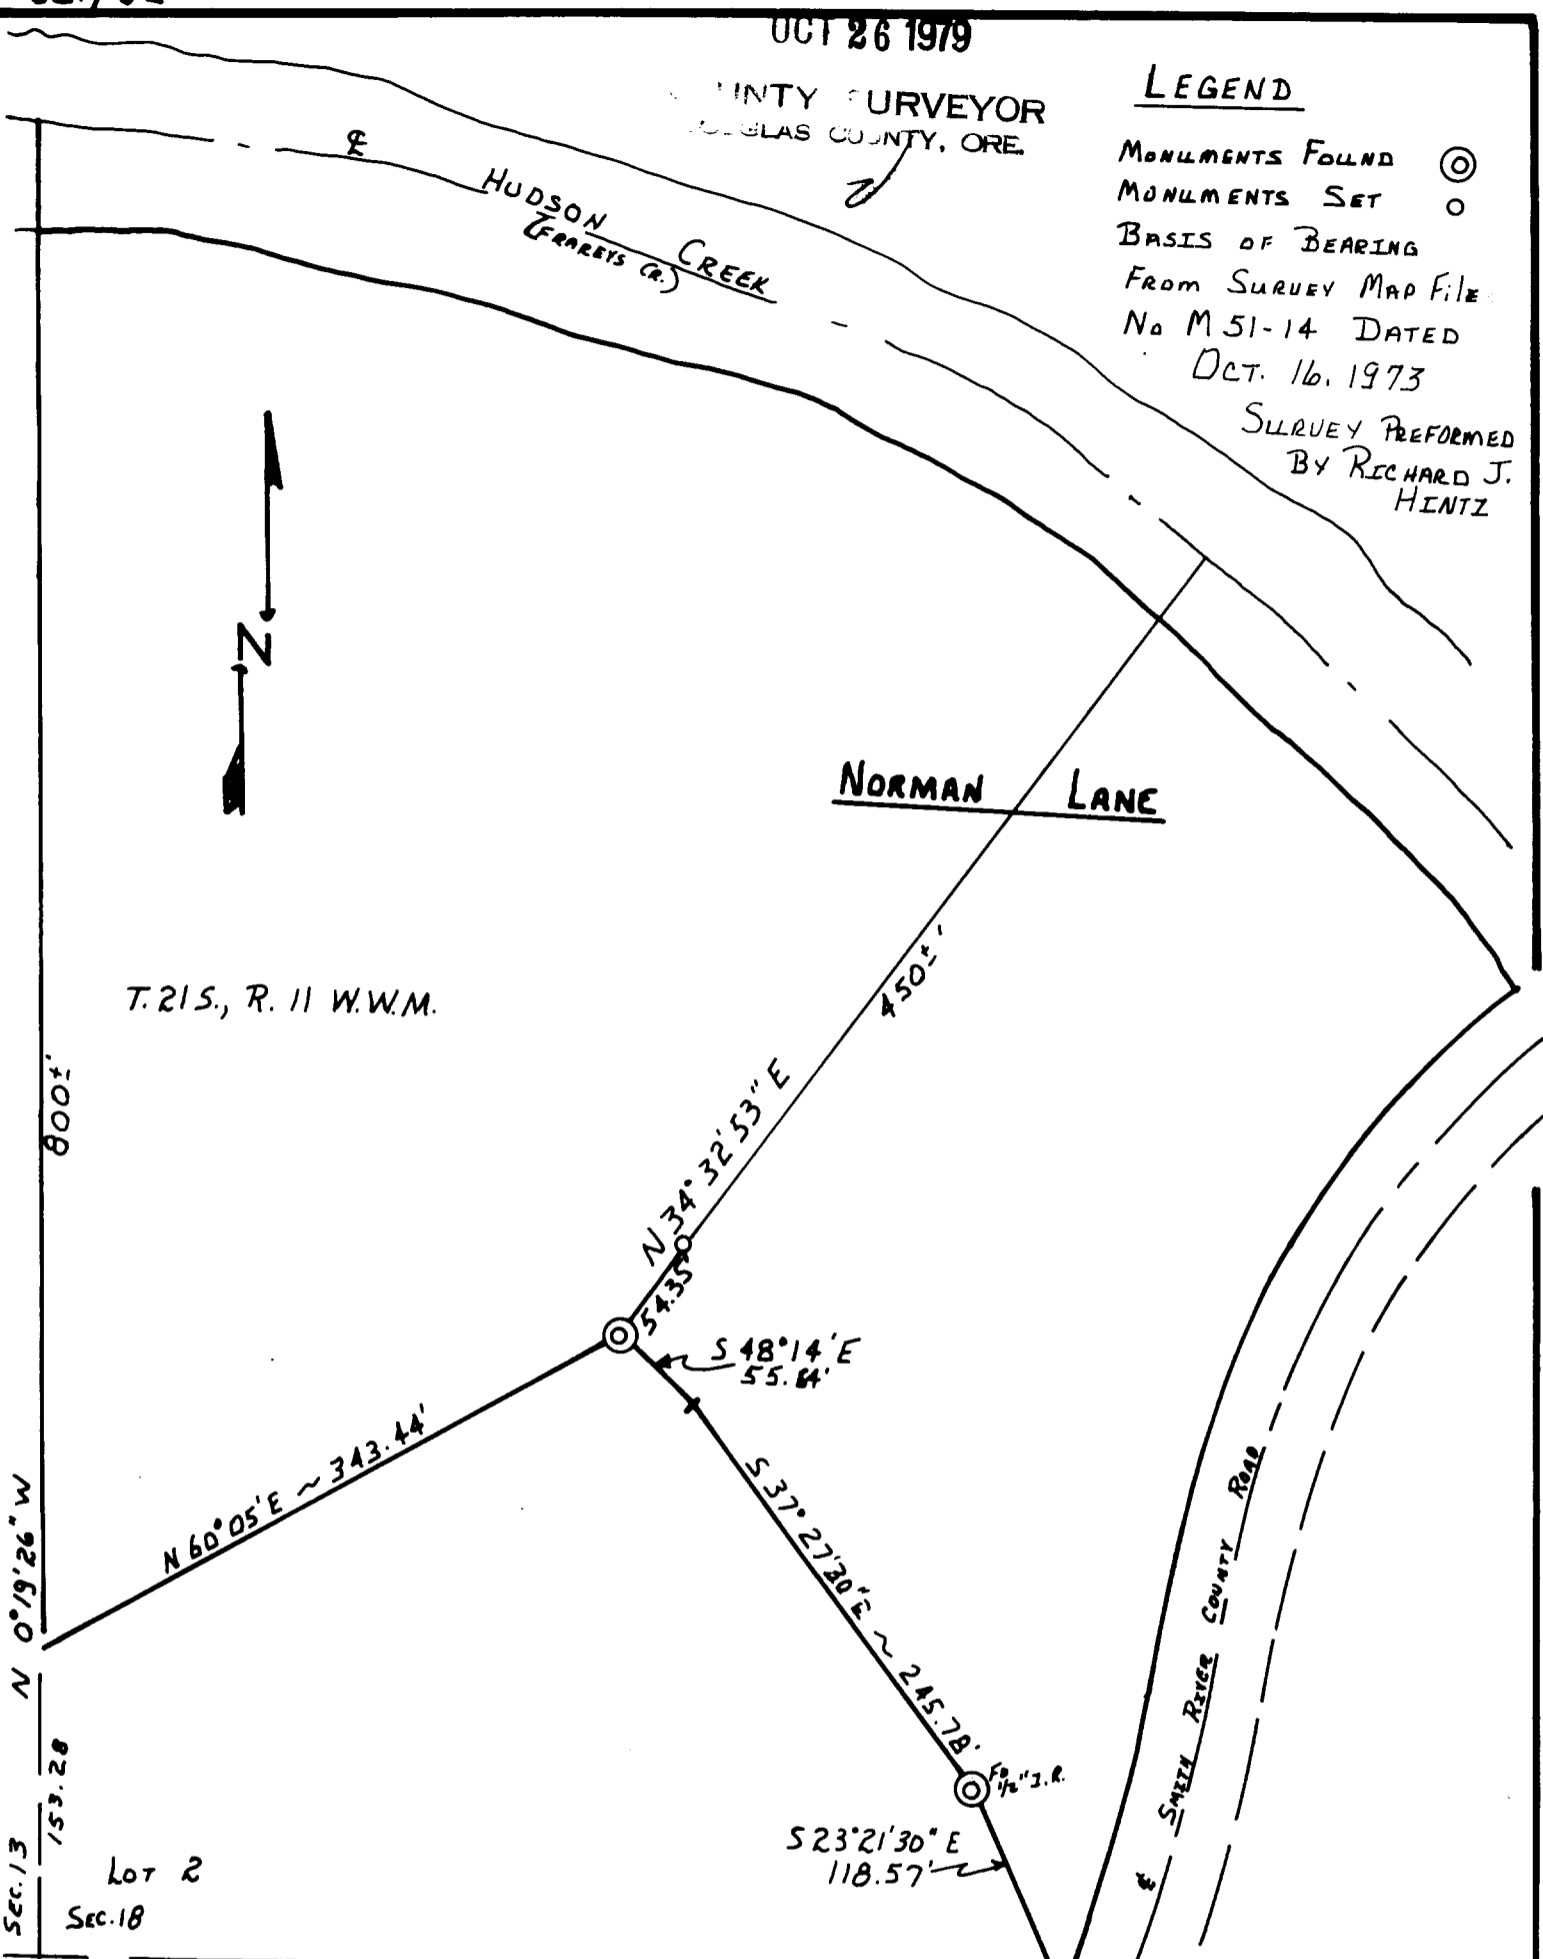 OCT 26 1979
UNTY URVEYOR
GLAS COUNTY, ORE.
LEGEND
MONUMENTS FOUND
MONUMENTS SET
BASIS OF BEARING
FROM SURVEY MAP FILE
No M 51-14 DATED
OCT. 16, 1973
SURVEY PREFORMED
BY RICHARD J.
HINTZ
℄
HUDSON CREEK
(FRAREYS CR.)
N
NORMAN LANE
450±'
T. 21 S., R. 11 W.W.M.
800±'
N 34° 32' 53" E
54.35'
S 48° 14' E
55.84'
N 60° 05' E ~ 343.44'
S 37° 27' 30" E ~ 245.78'
FD 1/2" I.R.
S 23° 21' 30" E
118.57'
N 0° 19' 26" W
153.28
SEC. 13
LOT 2
SEC. 18
℄ SMITH RIVER COUNTY ROAD